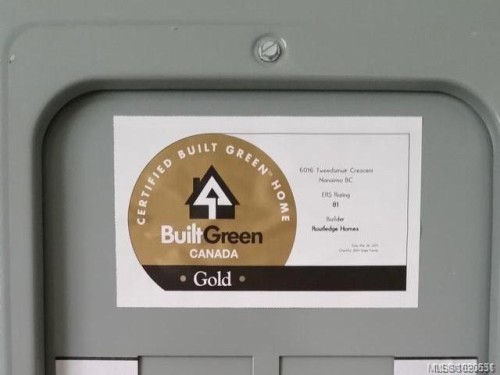 CERTIFIED BUILT GREEN™ HOME
BuiltGreen
CANADA
• Gold •
6016 Tweedsmuir Crescent
Nanaimo BC
ERS Rating
81
Builder
Routledge Homes